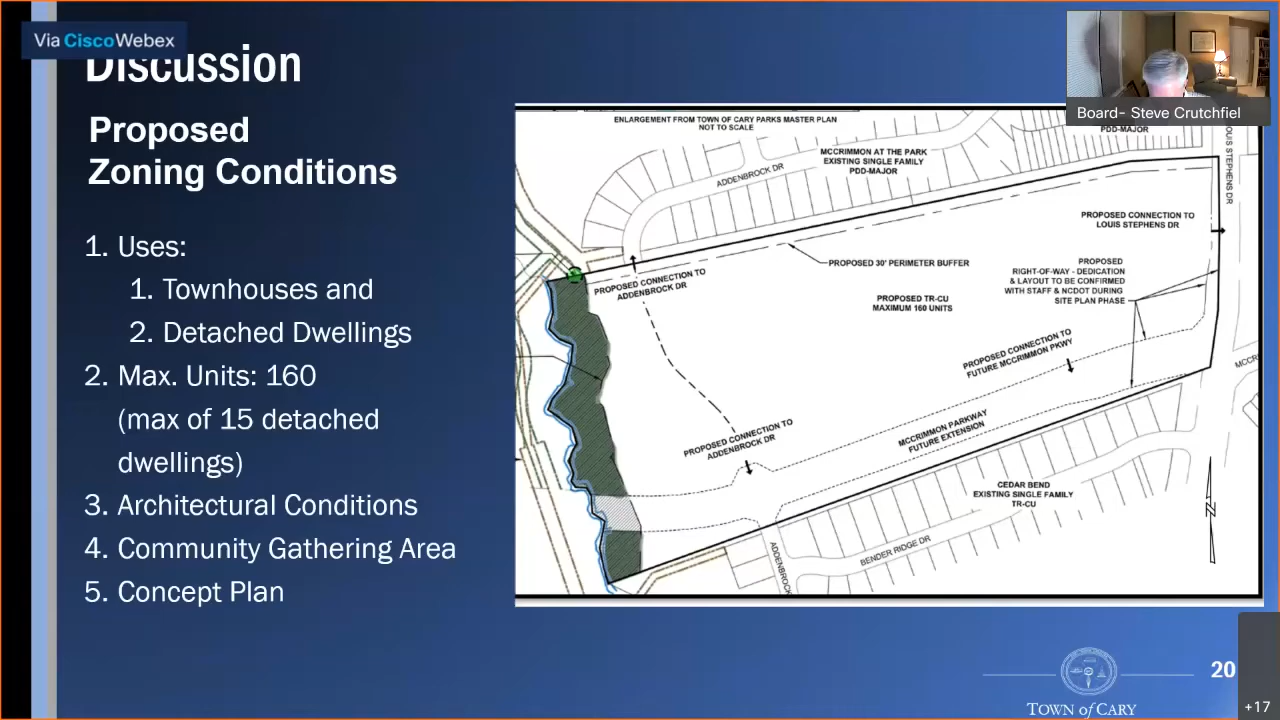 Via CiscoWebex
Discussion
Proposed
Zoning Conditions
1. Uses:
1. Townhouses and
2. Detached Dwellings
2. Max. Units: 160
(max of 15 detached
dwellings)
3. Architectural Conditions
4. Community Gathering Area
5. Concept Plan
ENLARGEMENT FROM TOWN OF CARY PARKS MASTER PLAN
NOT TO SCALE
MCCRIMMON AT THE PARK
EXISTING SINGLE FAMILY
PDD-MAJOR
ADDENBROCK DR
PDD-MAJOR
LOUIS STEPHENS DR
PROPOSED CONNECTION TO
LOUIS STEPHENS DR
PROPOSED 30' PERIMETER BUFFER
PROPOSED CONNECTION TO
ADDENBROCK DR
PROPOSED
RIGHT-OF-WAY - DEDICATION
& LAYOUT TO BE CONFIRMED
WITH STAFF & NCDOT DURING
SITE PLAN PHASE
PROPOSED TR-CU
MAXIMUM 160 UNITS
PROPOSED CONNECTION TO
FUTURE MCCRIMMON PKWY
MCCRI
PROPOSED CONNECTION TO
ADDENBROCK DR
MCCRIMMON PARKWAY
FUTURE EXTENSION
CEDAR BEND
EXISTING SINGLE FAMILY
TR-CU
BENDER RIDGE DR
ADDENBROCK
N
Board- Steve Crutchfiel
20
TOWN of CARY
+17